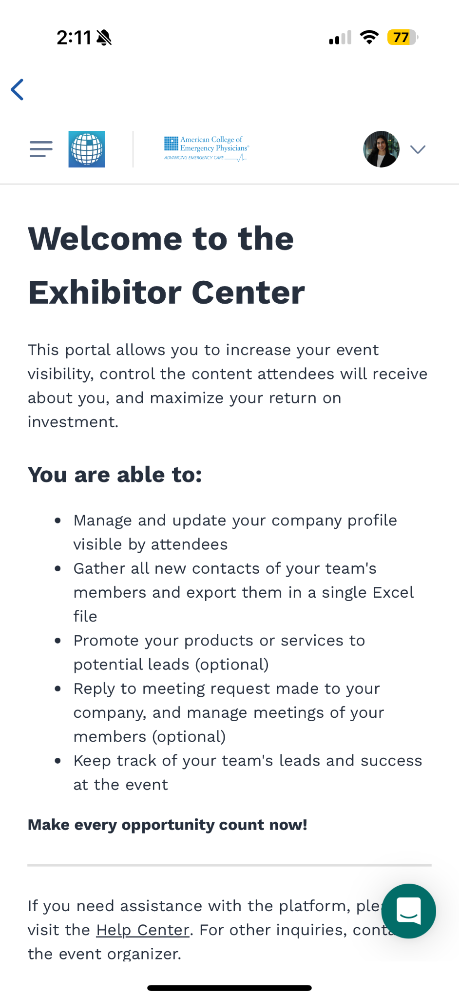 2:11
77
American College of
Emergency Physicians®
ADVANCING EMERGENCY CARE
Welcome to the
Exhibitor Center
This portal allows you to increase your event
visibility, control the content attendees will receive
about you, and maximize your return on
investment.
You are able to:
• Manage and update your company profile
visible by attendees
• Gather all new contacts of your team's
members and export them in a single Excel
file
• Promote your products or services to
potential leads (optional)
• Reply to meeting request made to your
company, and manage meetings of your
members (optional)
• Keep track of your team's leads and success
at the event
Make every opportunity count now!
If you need assistance with the platform,
visit the Help Center. For other inquiries,
the event organizer.